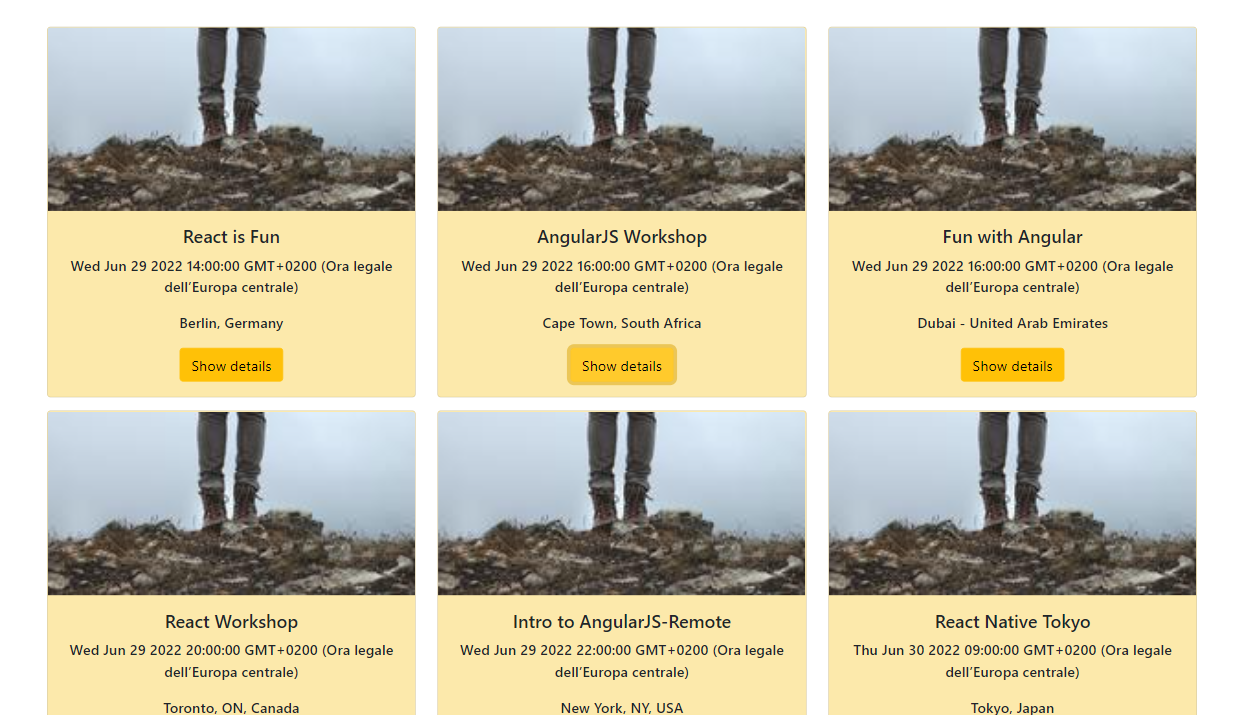 React is Fun
Wed Jun 29 2022 14:00:00 GMT+0200 (Ora legale
dell’Europa centrale)
Berlin, Germany
Show details
AngularJS Workshop
Wed Jun 29 2022 16:00:00 GMT+0200 (Ora legale
dell’Europa centrale)
Cape Town, South Africa
Show details
Fun with Angular
Wed Jun 29 2022 16:00:00 GMT+0200 (Ora legale
dell’Europa centrale)
Dubai - United Arab Emirates
Show details
React Workshop
Wed Jun 29 2022 20:00:00 GMT+0200 (Ora legale
dell’Europa centrale)
Toronto, ON, Canada
Intro to AngularJS-Remote
Wed Jun 29 2022 22:00:00 GMT+0200 (Ora legale
dell’Europa centrale)
New York, NY, USA
React Native Tokyo
Thu Jun 30 2022 09:00:00 GMT+0200 (Ora legale
dell’Europa centrale)
Tokyo, Japan